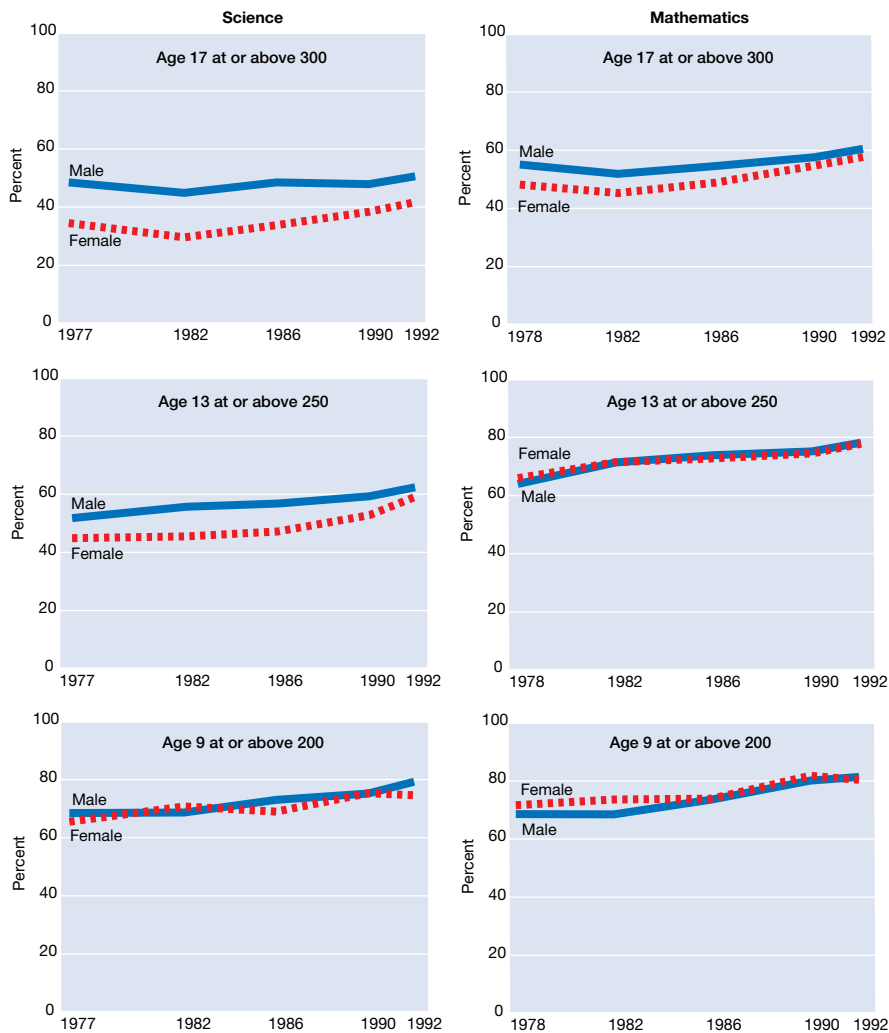 Science
Age 17 at or above 300
Percent
100
80
60
40
20
0
Male
Female
1977 1982 1986 1990 1992
Mathematics
Age 17 at or above 300
Percent
100
80
60
40
20
0
Male
Female
1978 1982 1986 1990 1992
Age 13 at or above 250
Percent
100
80
60
40
20
0
Male
Female
1977 1982 1986 1990 1992
Age 13 at or above 250
Percent
100
80
60
40
20
0
Female
Male
1978 1982 1986 1990 1992
Age 9 at or above 200
Percent
100
80
60
40
20
0
Male
Female
1977 1982 1986 1990 1992
Age 9 at or above 200
Percent
100
80
60
40
20
0
Female
Male
1978 1982 1986 1990 1992